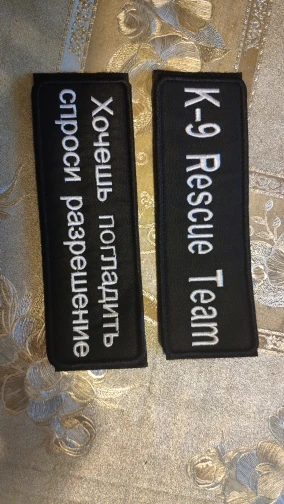 K-9 Rescue Team
Хочешь погладить
спроси разрешение